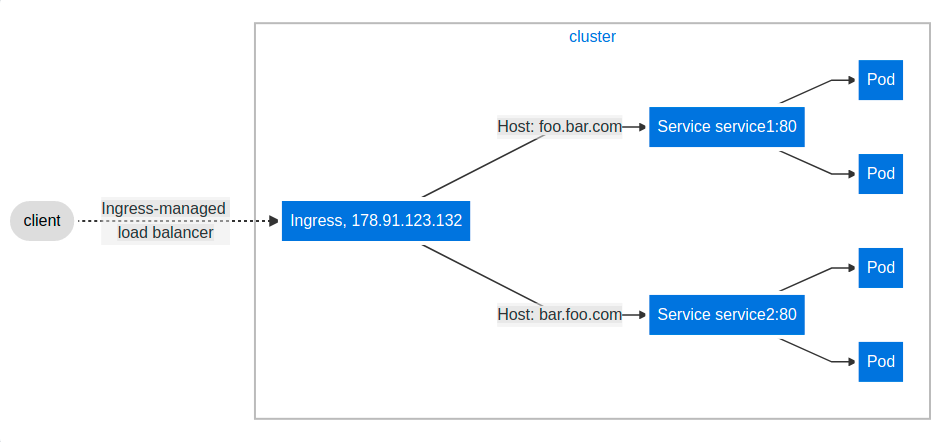 cluster
client
Ingress-managed
load balancer
Ingress, 178.91.123.132
Host: foo.bar.com
Service service1:80
Pod
Pod
Host: bar.foo.com
Service service2:80
Pod
Pod